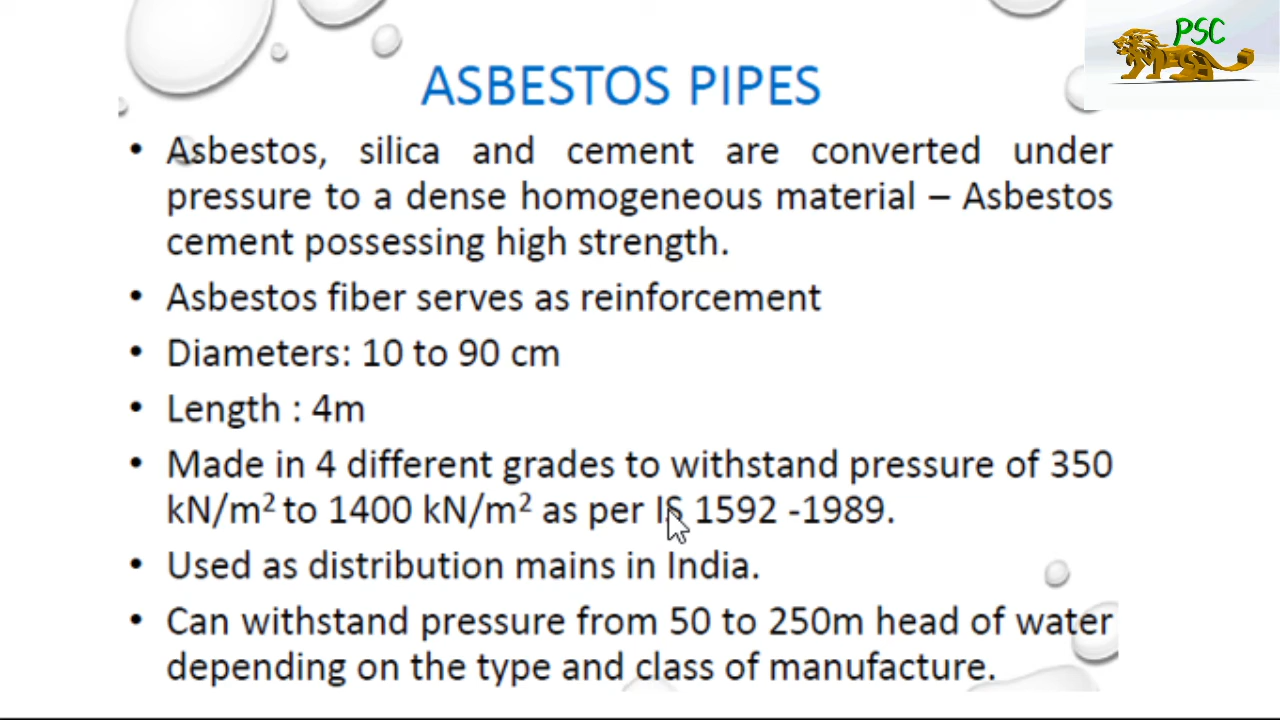 PSC
ASBESTOS PIPES
• Asbestos, silica and cement are converted under
pressure to a dense homogeneous material – Asbestos
cement possessing high strength.
• Asbestos fiber serves as reinforcement
• Diameters: 10 to 90 cm
• Length : 4m
• Made in 4 different grades to withstand pressure of 350
kN/m² to 1400 kN/m² as per IS 1592 -1989.
• Used as distribution mains in India.
• Can withstand pressure from 50 to 250m head of water
depending on the type and class of manufacture.